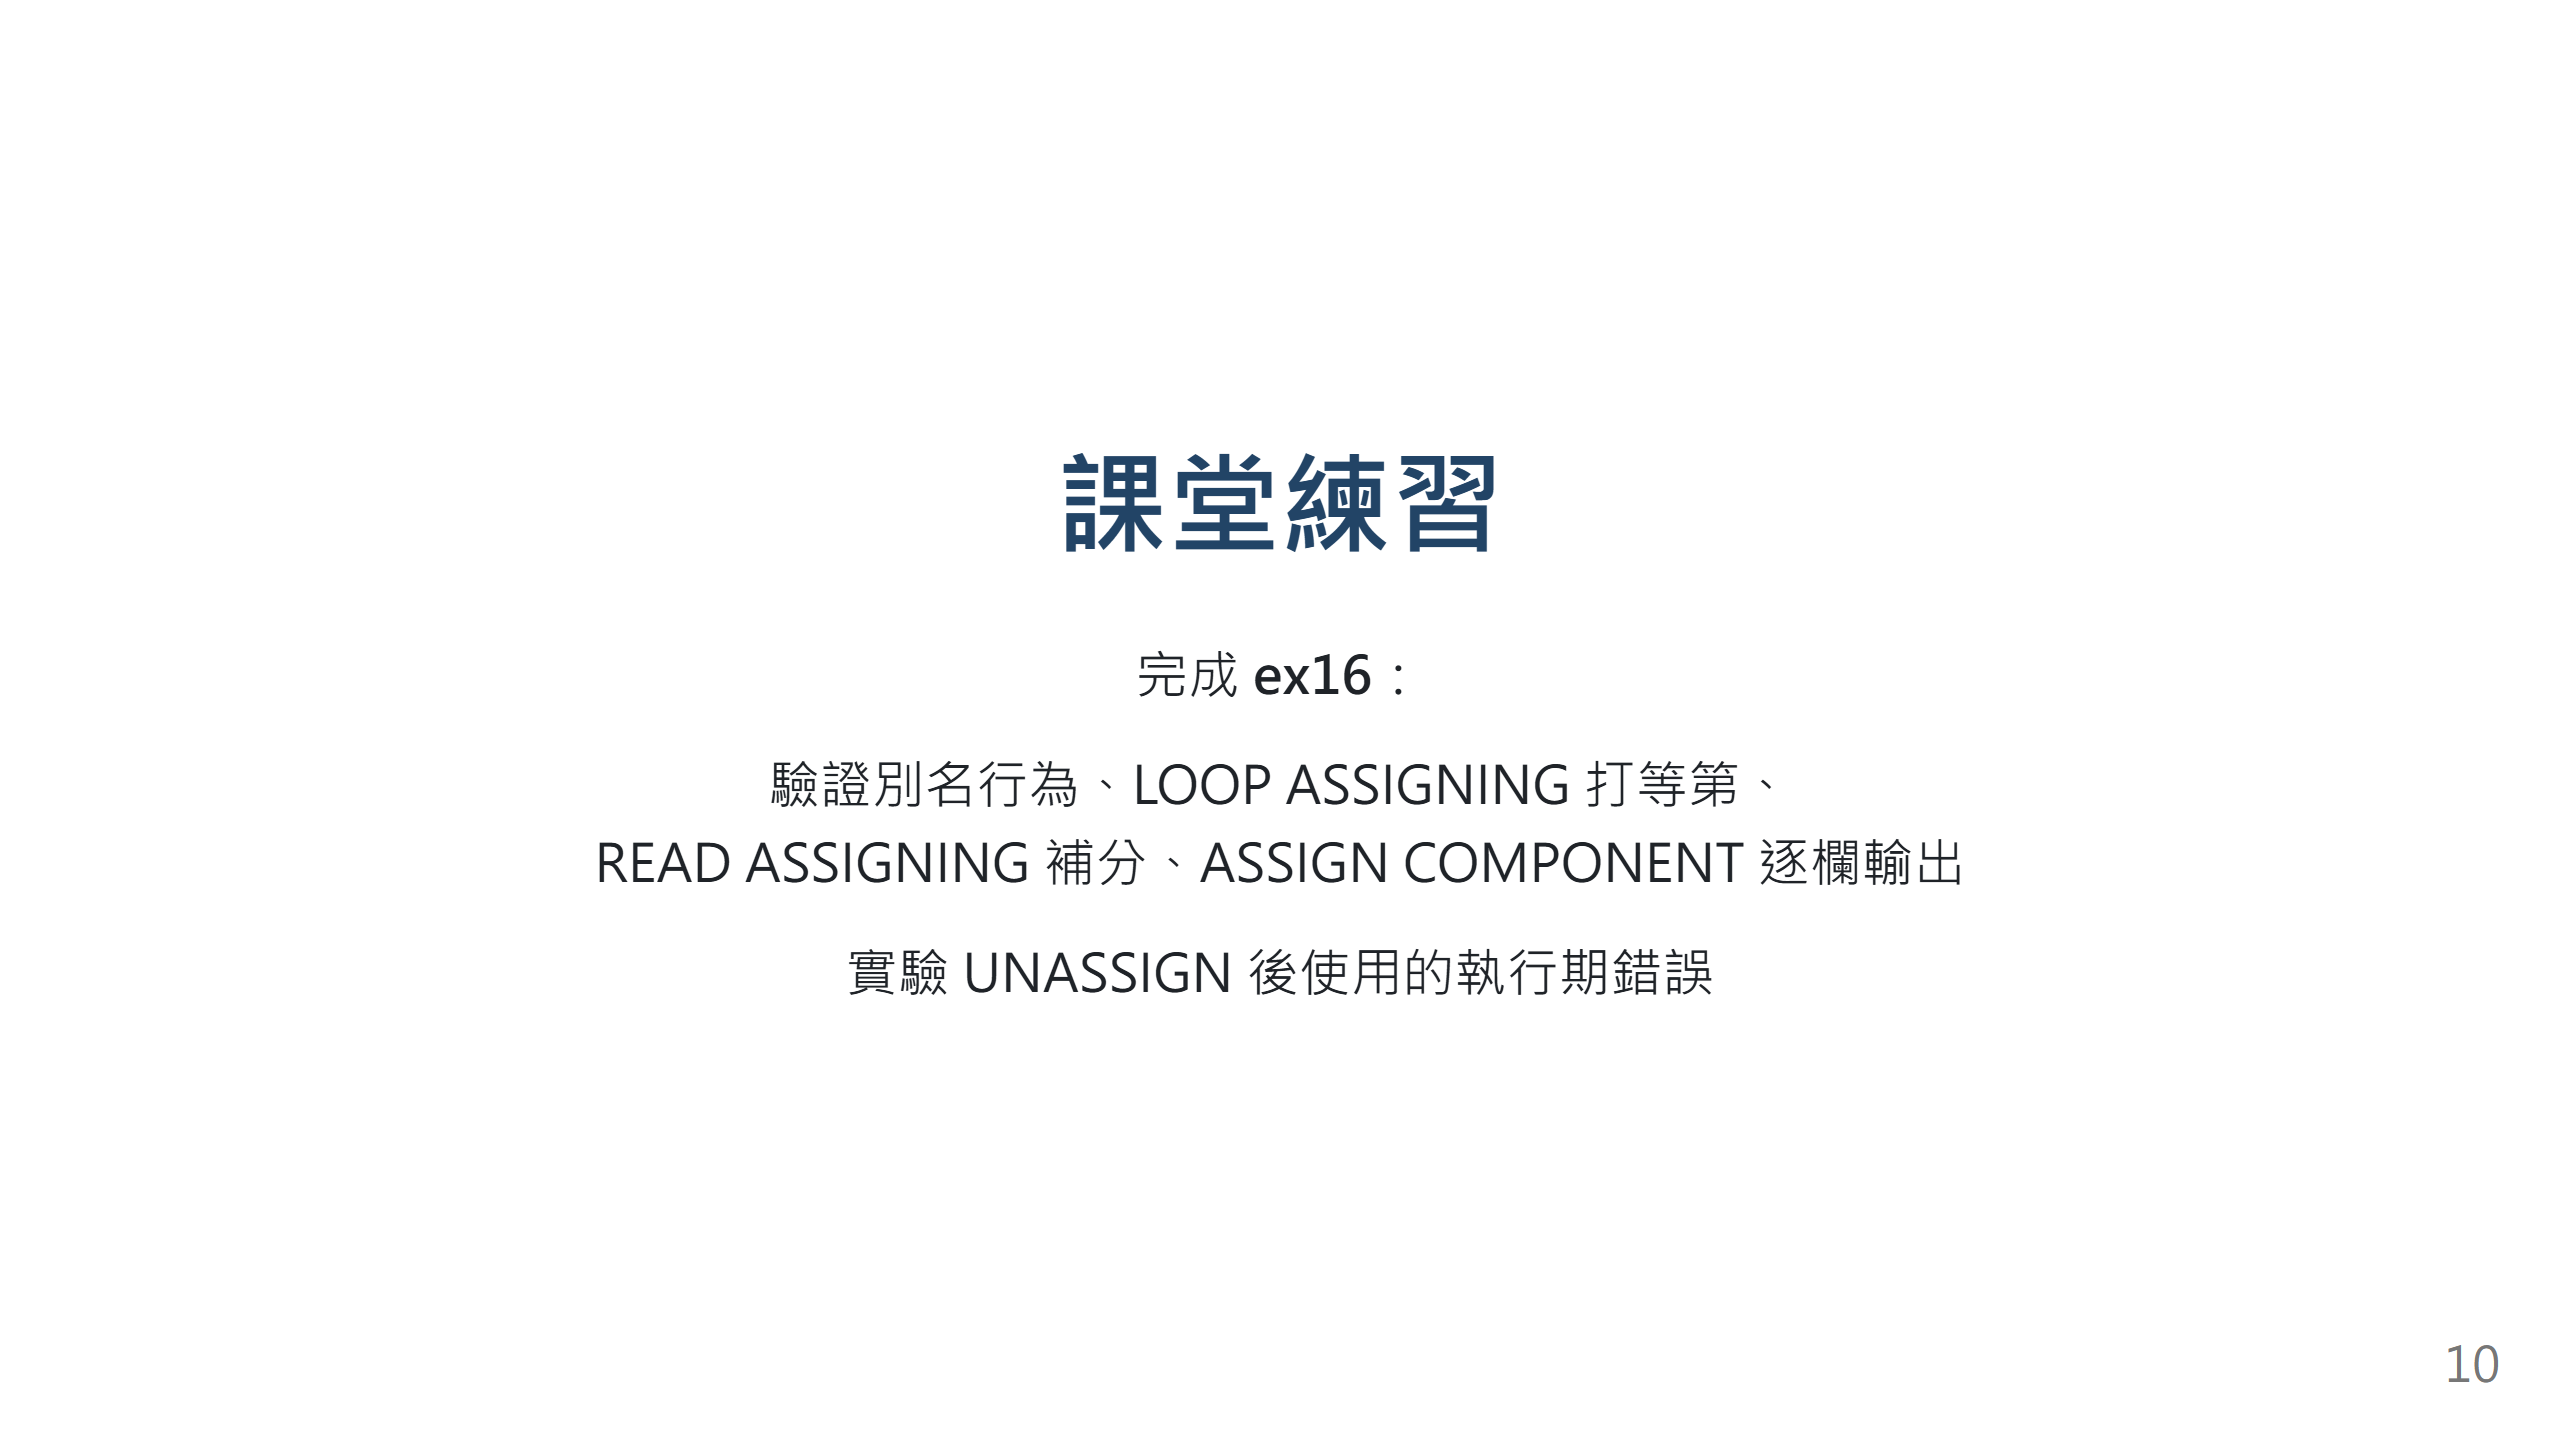 課堂練習
完成 ex16：
驗證別名行為、LOOP ASSIGNING 打等第、
READ ASSIGNING 補分、ASSIGN COMPONENT 逐欄輸出
實驗 UNASSIGN 後使用的執行期錯誤
10